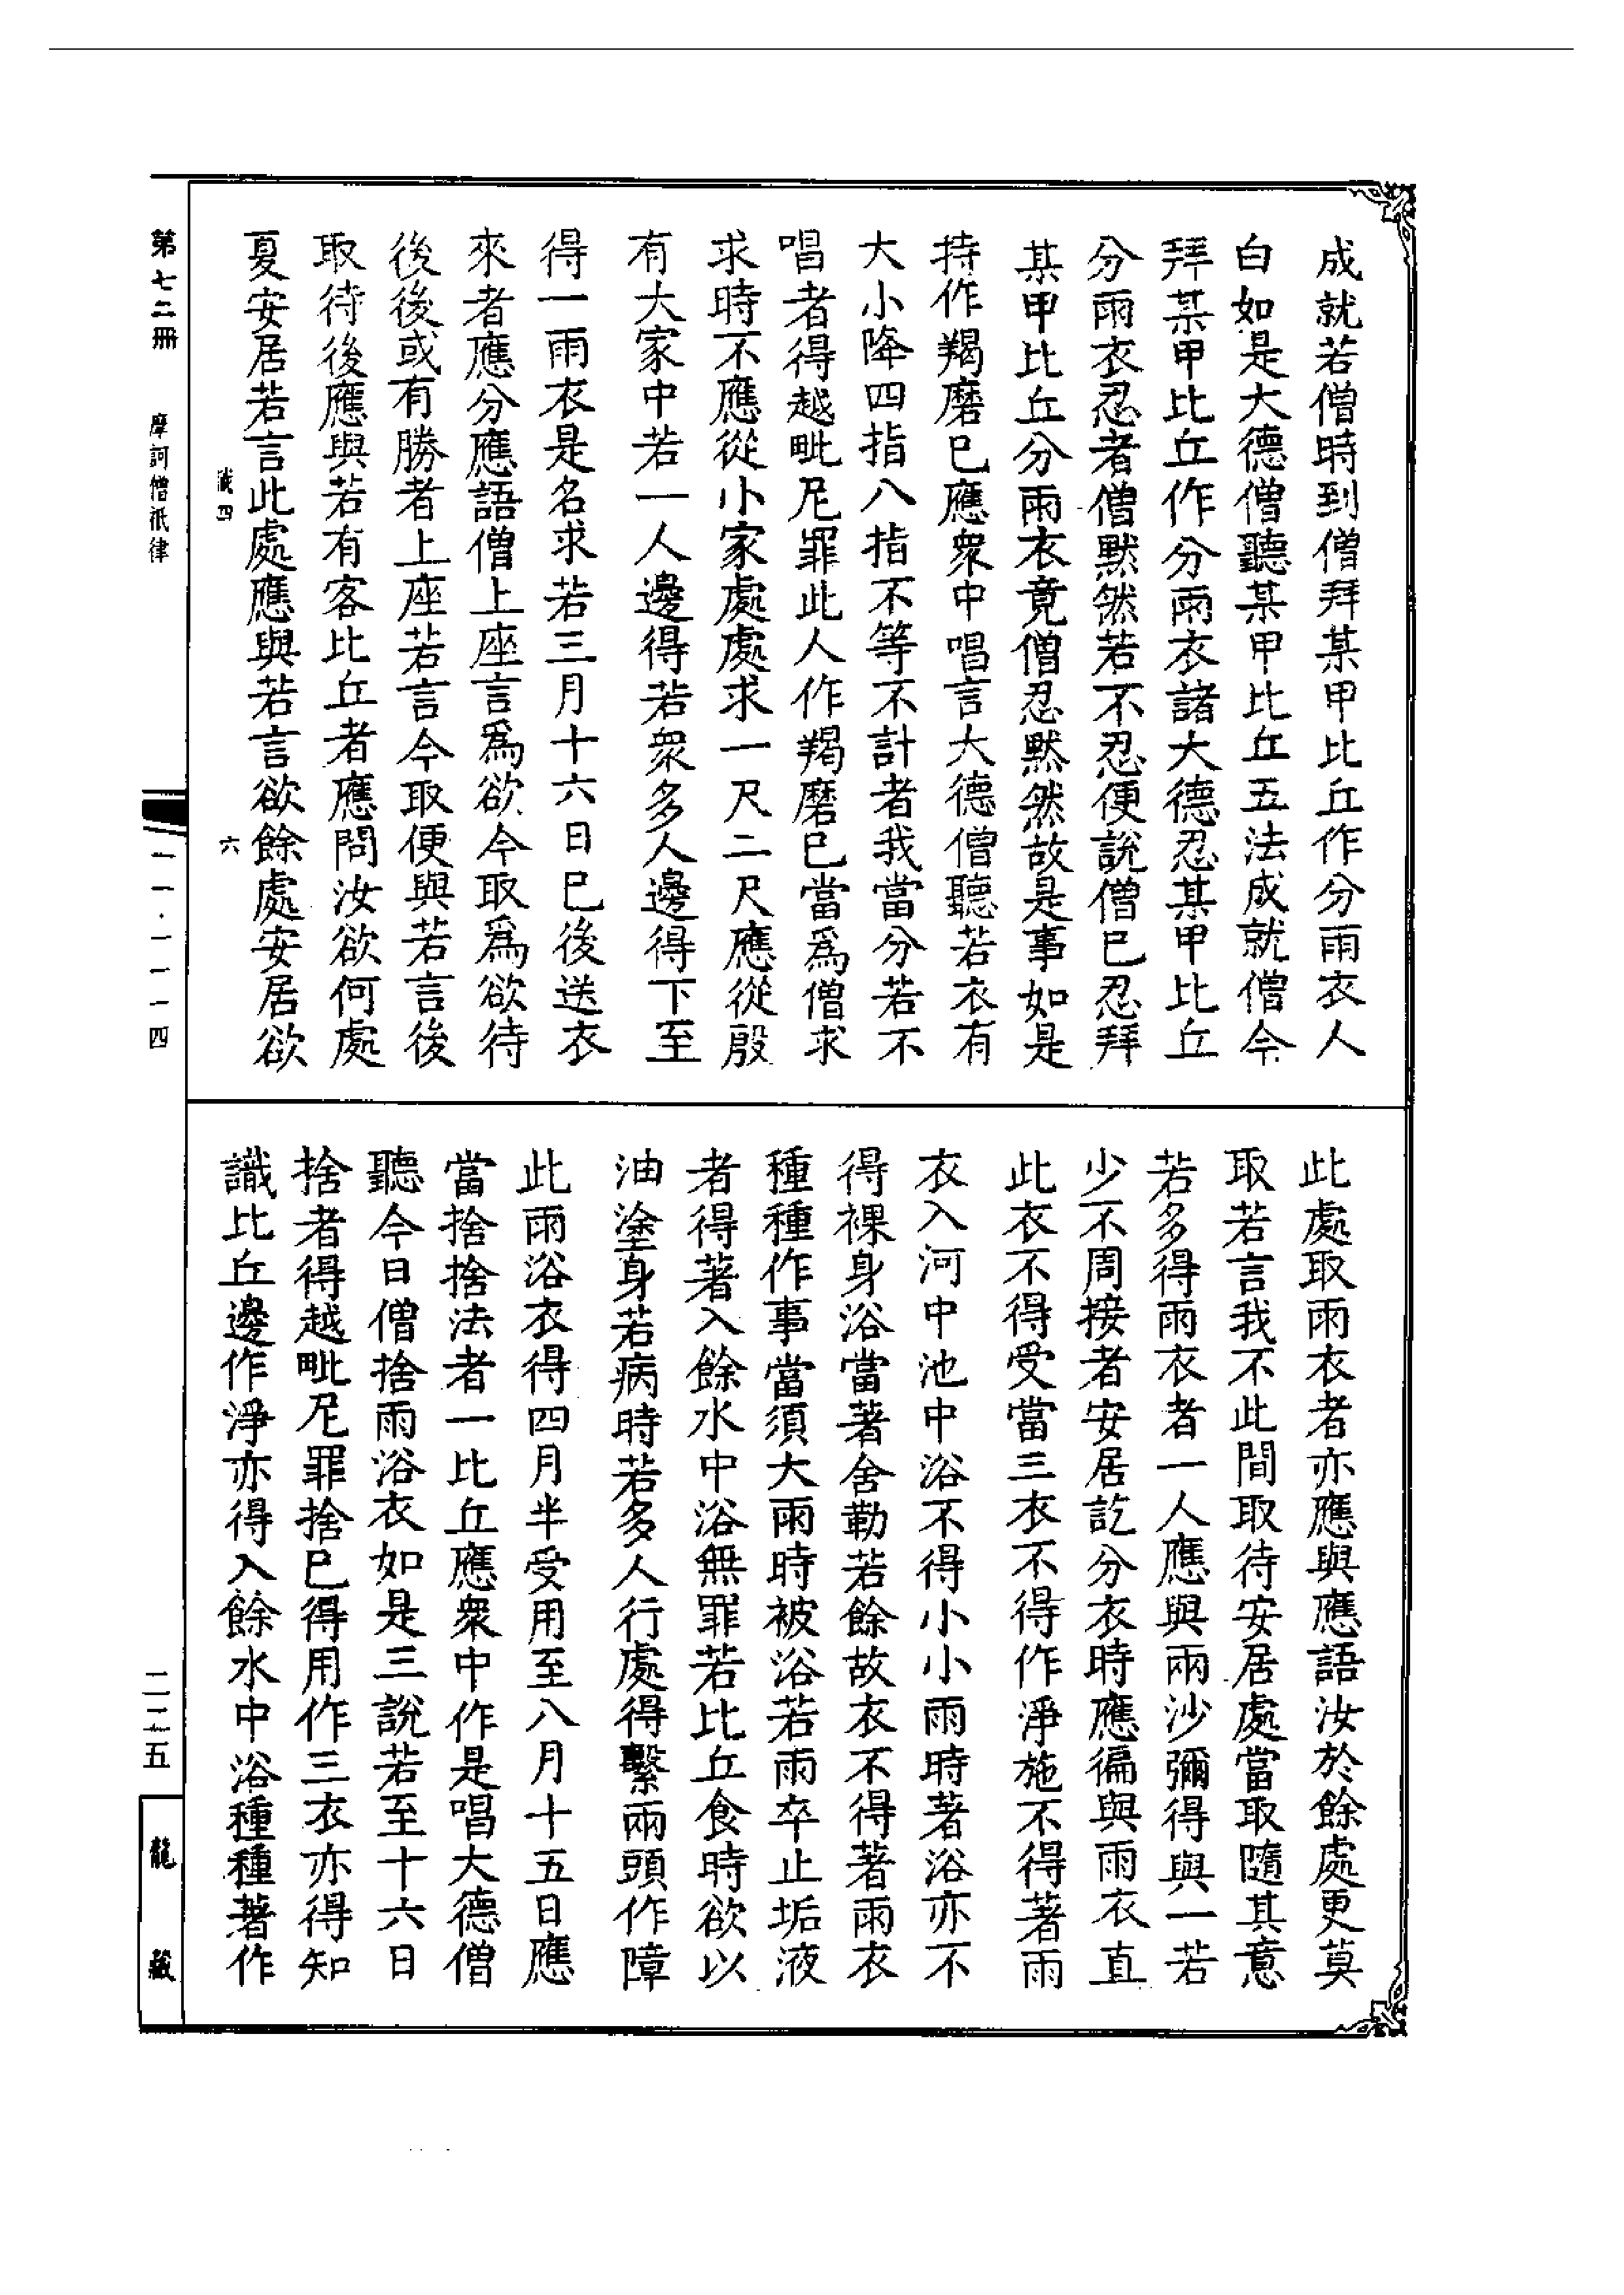 成就若僧時到僧拜某甲比丘作分雨衣人
白如是大德僧聽某甲比丘五法成就僧今
拜某甲比丘作分雨衣諸大德忍某甲比丘
分雨衣忍者僧默然若不忍便說僧已忍拜
某甲比丘分雨衣竟僧忍默然故是事如是
持作羯磨已應衆中唱言大德僧聽若衣有
大小降四指八指不等不計者我當分若不
唱者得越毗尼罪此人作羯磨已當爲僧求
求時不應從小家處處求一尺二尺應從殷
有大家中若一人邊得若衆多人邊得下至
得一雨衣是名求若三月十六日已後送衣
來者應分應語僧上座言爲欲今取爲欲待
後後或有勝者上座若言今取便與若言後
取待後應與若有客比丘者應問汝欲何處
夏安居若言此處應與若言欲餘處安居欲
此處取雨衣者亦應與應語汝於餘處更莫
取若言我不此間取待安居處當取隨其意
若多得雨衣者一人應與兩沙彌得與一若
少不周接者安居訖分衣時應徧與雨衣直
此衣不得受當三衣不得作淨施不得著雨
衣入河中池中浴不得小小雨時著浴亦不
得裸身浴當著舍勒若餘故衣不得著雨衣
種種作事當須大雨時被浴若雨卒止垢液
者得著入餘水中浴無罪若比丘食時欲以
油塗身若病時若多人行處得繫兩頭作障
此雨浴衣得四月半受用至八月十五日應
當捨捨法者一比丘應衆中作是唱大德僧
聽今日僧捨雨浴衣如是三說若至十六日
捨者得越毗尼罪捨已得用作三衣亦得知
識比丘邊作淨亦得入餘水中浴種種著作
誡四
六
第七二冊
摩訶僧祇律
一一·一一一四
二二五
龍藏